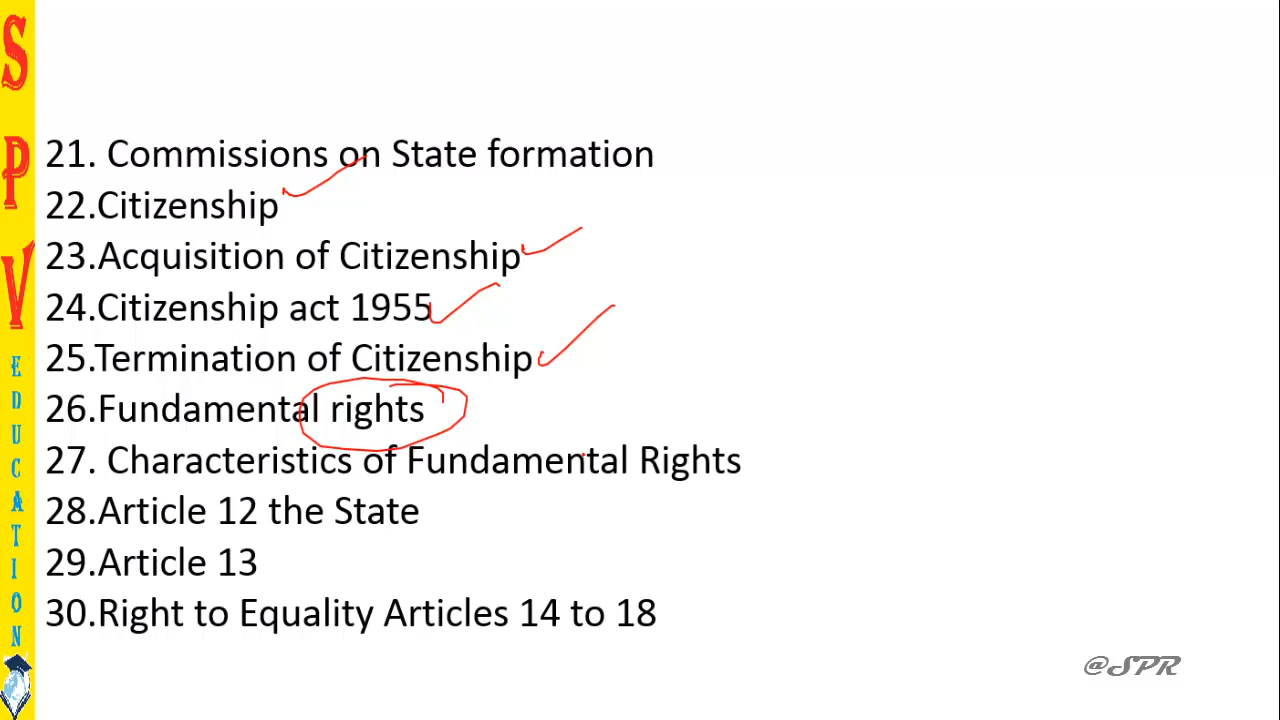 S P V EDUCATION
21. Commissions on State formation
22.Citizenship
23.Acquisition of Citizenship
24.Citizenship act 1955
25.Termination of Citizenship
26.Fundamental rights
27. Characteristics of Fundamental Rights
28.Article 12 the State
29.Article 13
30.Right to Equality Articles 14 to 18
@SPR